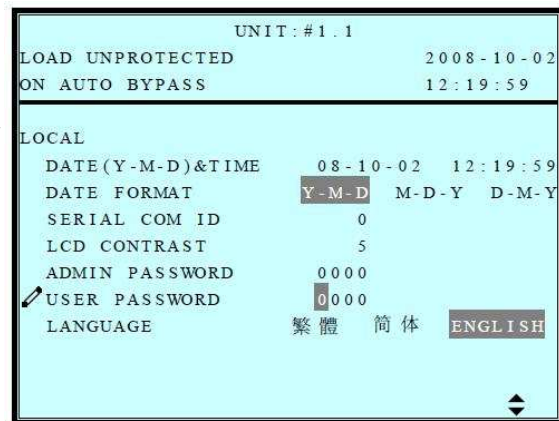 UNIT:#1.1
LOAD UNPROTECTED 2008-10-02
ON AUTO BYPASS 12:19:59
LOCAL
DATE(Y-M-D)&TIME 08-10-02 12:19:59
DATE FORMAT Y-M-D M-D-Y D-M-Y
SERIAL COM ID 0
LCD CONTRAST 5
ADMIN PASSWORD 0000
USER PASSWORD 0000
LANGUAGE 繁體 简体 ENGLISH